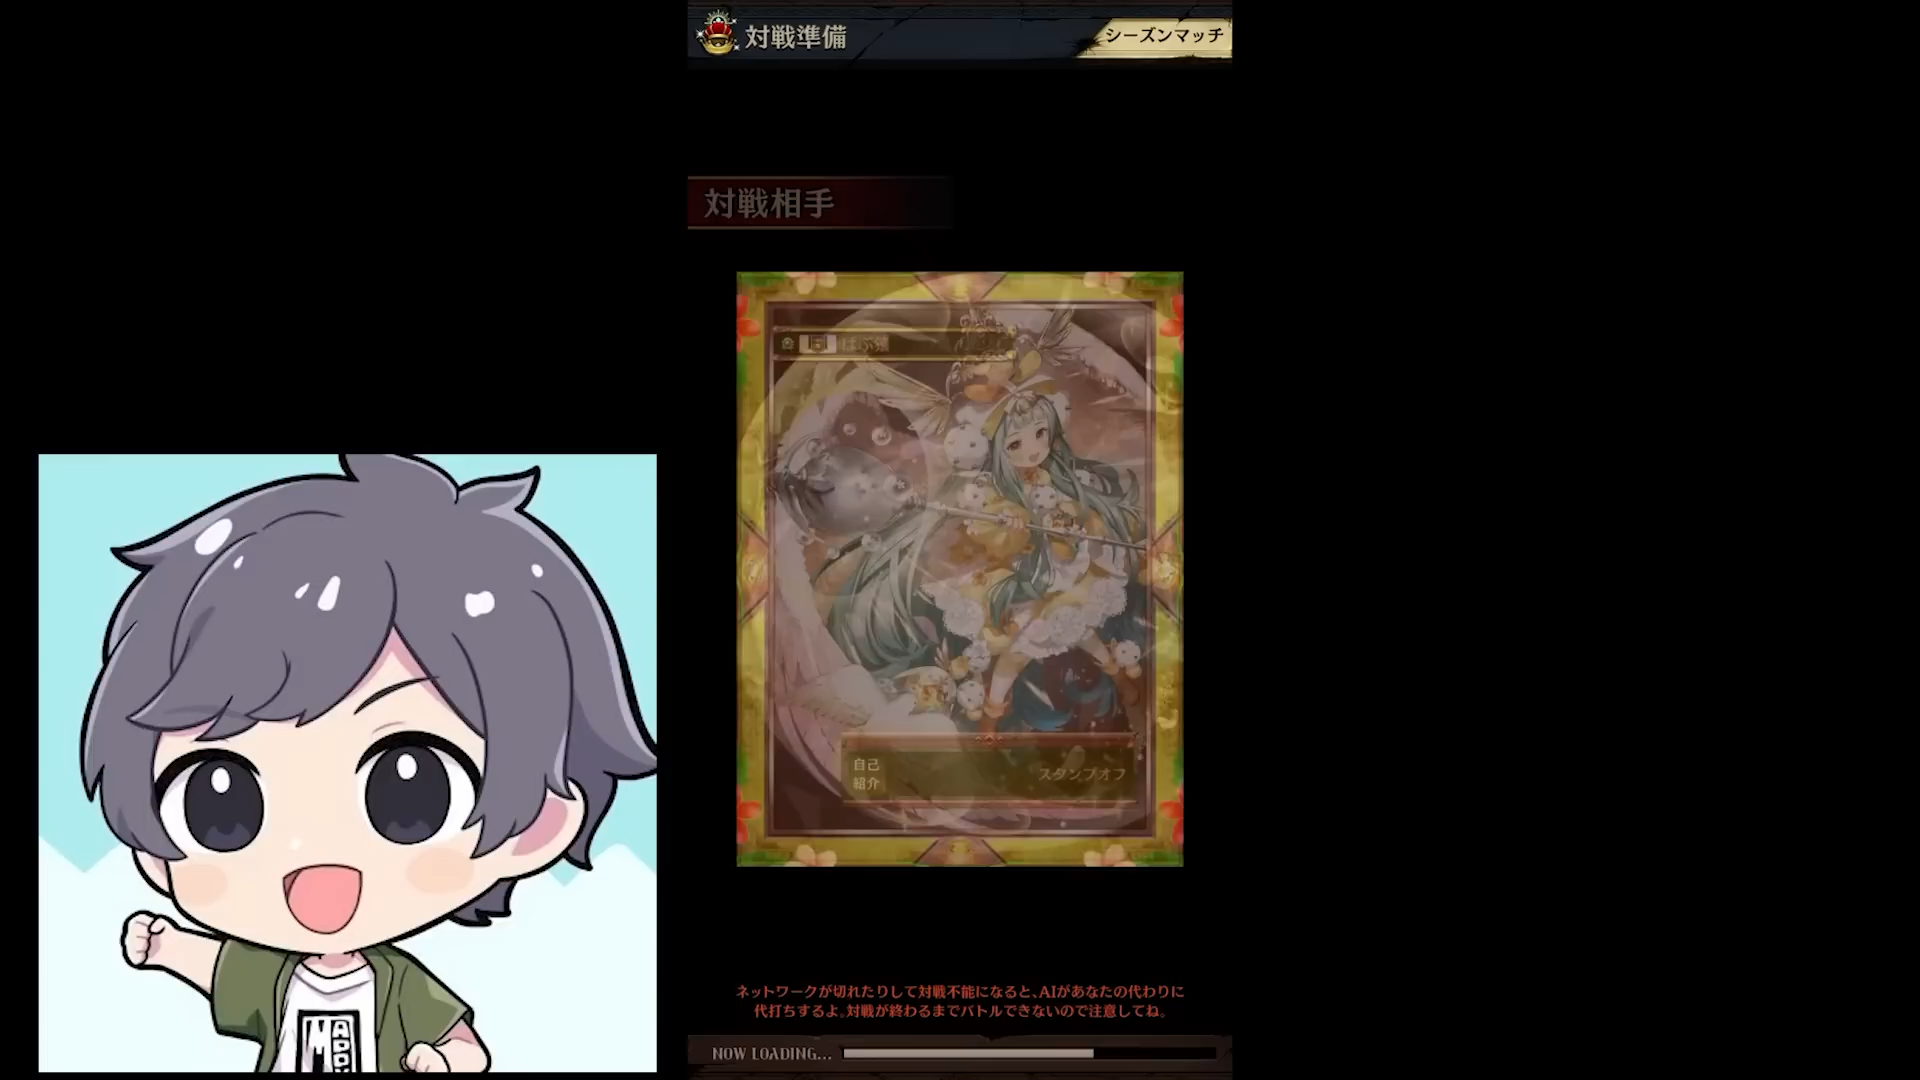 対戦準備
シーズンマッチ
対戦相手
自己
紹介
スタンプオフ
ネットワークが切れたりして対戦不能になると、AIがあなたの代わりに
代打ちするよ。対戦が終わるまでバトルできないので注意してね。
NOW LOADING...